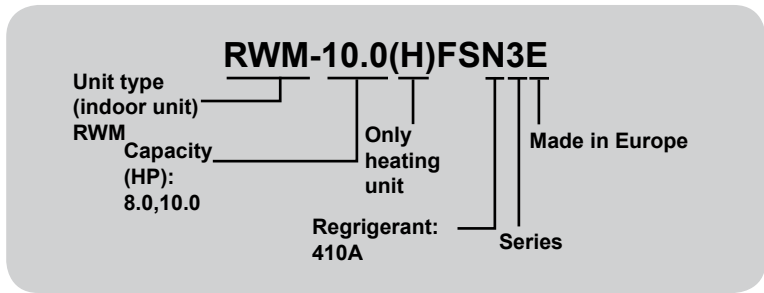 RWM-10.0(H)FSN3E
Unit type
(indoor unit)
RWM
Capacity
(HP):
8.0,10.0
Only
heating
unit
Made in Europe
Regrigerant:
410A
Series